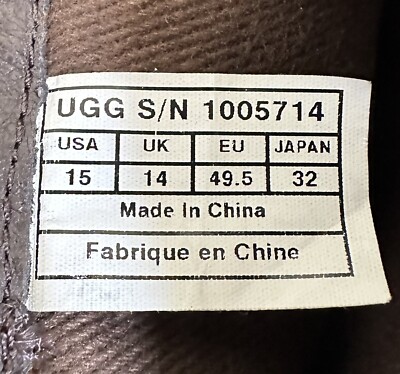 UGG S/N 1005714
USA UK EU JAPAN
15 14 49.5 32
Made In China
Fabrique en Chine